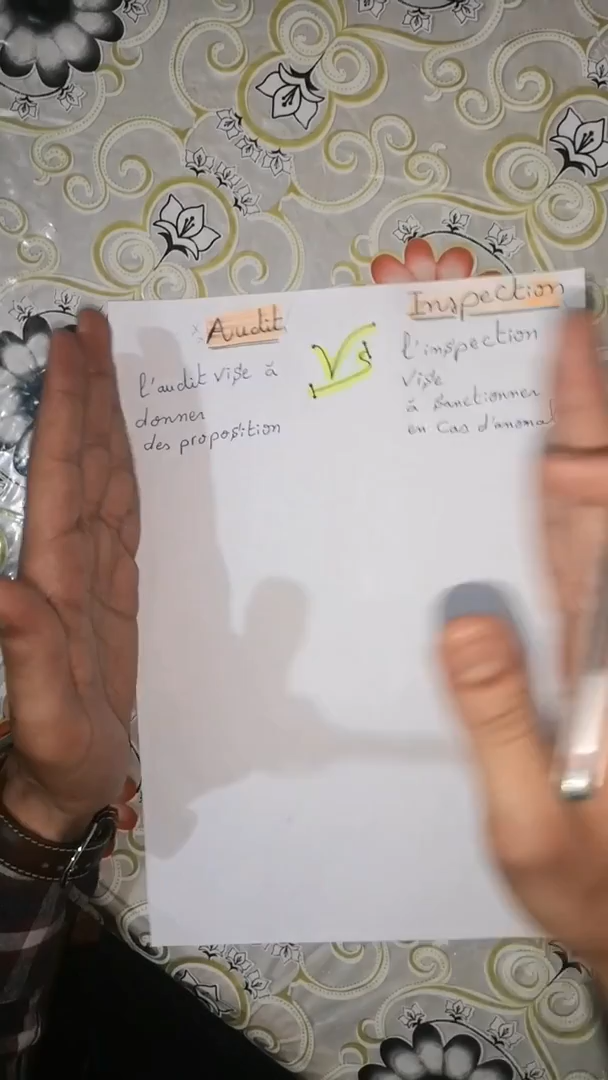 Audit
Vs
Inspection
l'audit vise à
donner
des proposition
l'inspection
vise
à sanctionner
en cas d'anomal